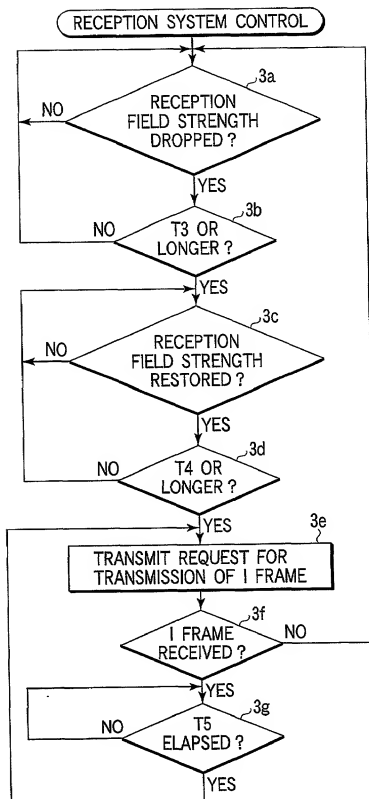 RECEPTION SYSTEM CONTROL
3a
NO
RECEPTION
FIELD STRENGTH
DROPPED?
YES
3b
NO
T3 OR
LONGER?
YES
3c
NO
RECEPTION
FIELD STRENGTH
RESTORED?
YES
3d
NO
T4 OR
LONGER?
YES
3e
TRANSMIT REQUEST FOR
TRANSMISSION OF I FRAME
3f
I FRAME
RECEIVED?
NO
YES
3g
NO
T5
ELAPSED?
YES